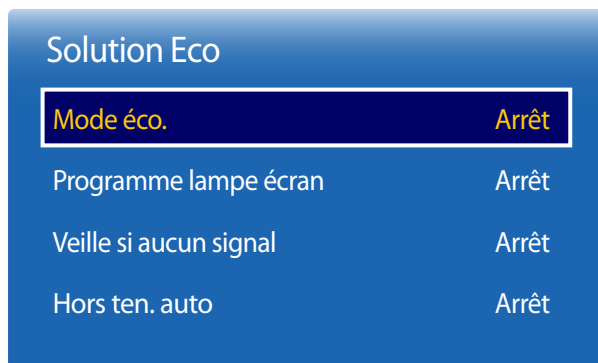 Solution Eco
Mode éco. Arrêt
Programme lampe écran Arrêt
Veille si aucun signal Arrêt
Hors ten. auto Arrêt